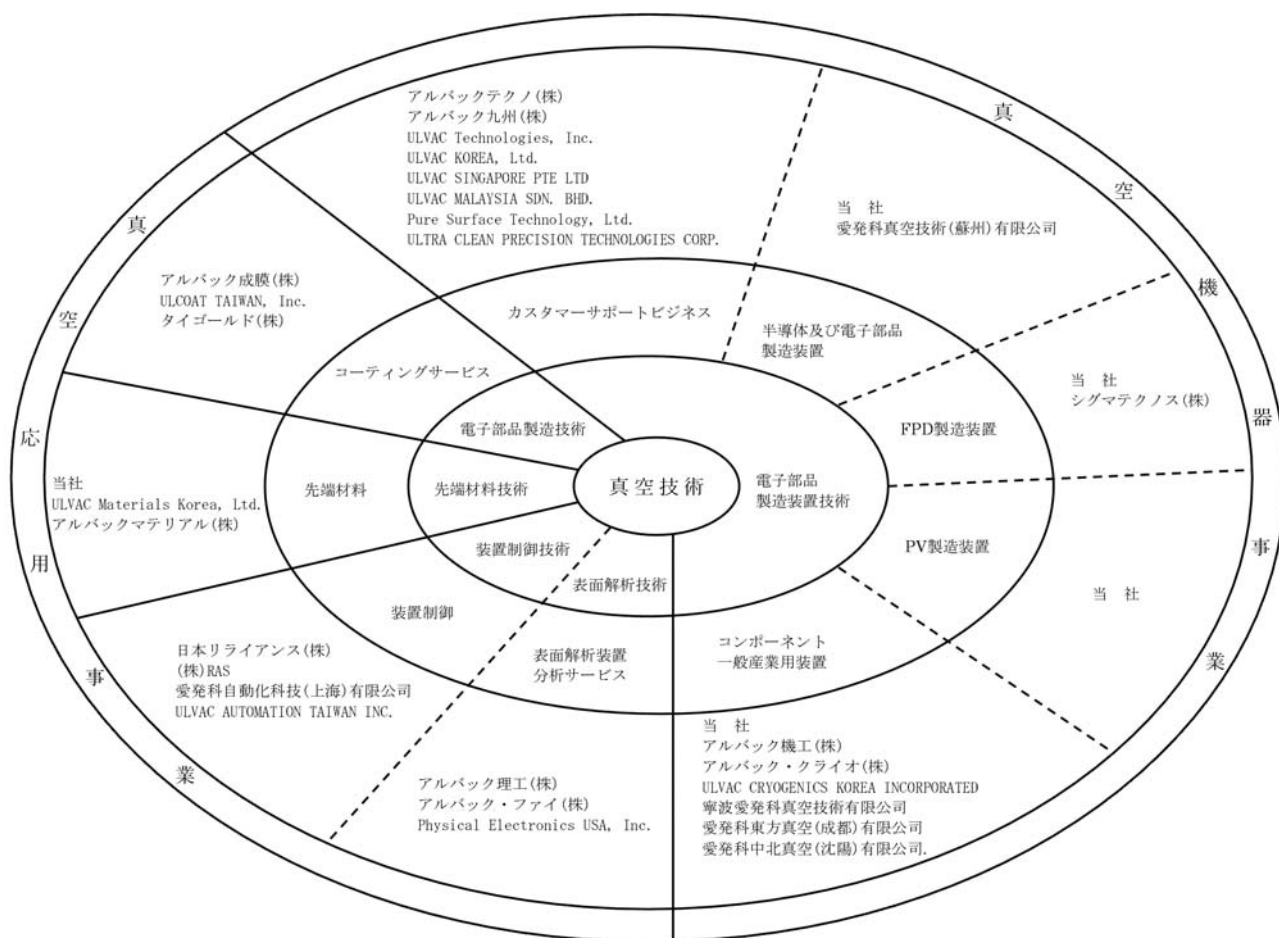 真空機器事業
真空応用事業
アルバックテクノ(株)
アルバック九州(株)
ULVAC Technologies, Inc.
ULVAC KOREA, Ltd.
ULVAC SINGAPORE PTE LTD
ULVAC MALAYSIA SDN. BHD.
Pure Surface Technology, Ltd.
ULTRA CLEAN PRECISION TECHNOLOGIES CORP.
当　社
愛発科真空技術(蘇州)有限公司
アルバック成膜(株)
ULCOAT TAIWAN, Inc.
タイゴールド(株)
カスタマーサポートビジネス
半導体及び電子部品
製造装置
コーティングサービス
当　社
シグマテクノス(株)
電子部品製造技術
FPD製造装置
当社
ULVAC Materials Korea, Ltd.
アルバックマテリアル(株)
先端材料
先端材料技術
真空技術
電子部品
製造装置技術
装置制御技術
表面解析技術
PV製造装置
当　社
装置制御
表面解析装置
分析サービス
コンポーネント
一般産業用装置
日本リライアンス(株)
(株)RAS
愛発科自動化科技(上海)有限公司
ULVAC AUTOMATION TAIWAN INC.
アルバック理工(株)
アルバック・ファイ(株)
Physical Electronics USA, Inc.
当　社
アルバック機工(株)
アルバック・クライオ(株)
ULVAC CRYOGENICS KOREA INCORPORATED
寧波愛発科真空技術有限公司
愛発科東方真空(成都)有限公司
愛発科中北真空(沈陽)有限公司.